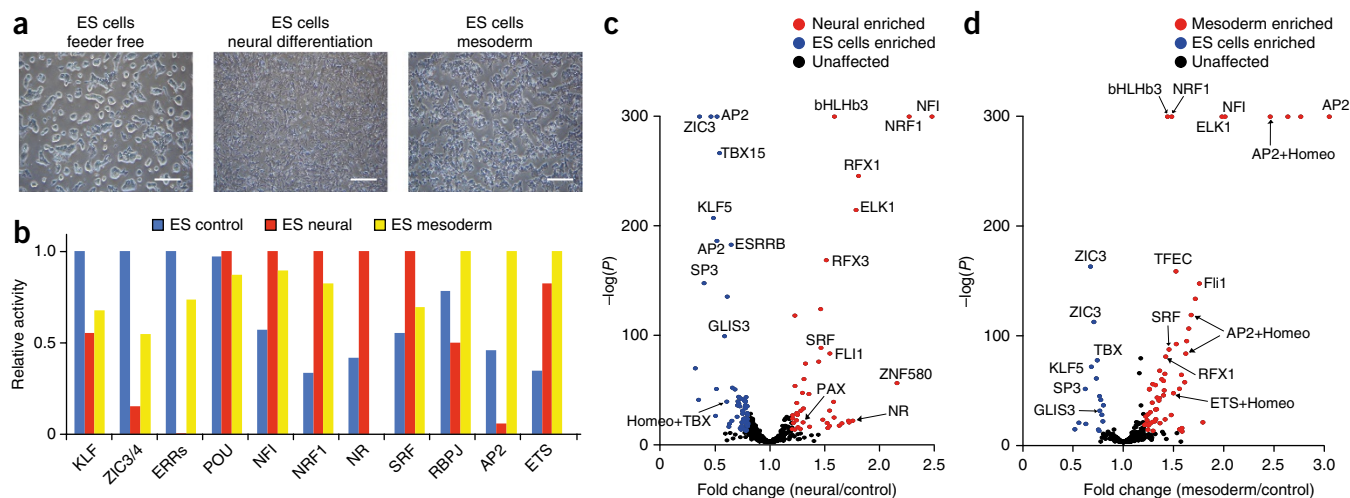 a
ES cells
feeder free
ES cells
neural differentiation
ES cells
mesoderm
b
ES control
ES neural
ES mesoderm
Relative activity
1.0
0.5
0
KLF
ZIC3/4
ERRs
POU
NFI
NRF1
NR
SRF
RBPJ
AP2
ETS
c
Neural enriched
ES cells enriched
Unaffected
–log(P)
300
200
100
0
ZIC3
AP2
TBX15
KLF5
AP2
ESRRB
SP3
GLIS3
Homeo+TBX
bHLHb3
NFI
NRF1
RFX1
ELK1
RFX3
SRF
FLI1
ZNF580
PAX
NR
0
0.5
1.0
1.5
2.0
2.5
Fold change (neural/control)
d
Mesoderm enriched
ES cells enriched
Unaffected
–log(P)
300
200
100
0
bHLHb3
NRF1
NFI
ELK1
AP2
AP2+Homeo
ZIC3
TFEC
Fli1
ZIC3
SRF
AP2+Homeo
TBX
KLF5
RFX1
SP3
ETS+Homeo
GLIS3
0
0.5
1.0
1.5
2.0
2.5
3.0
Fold change (mesoderm/control)